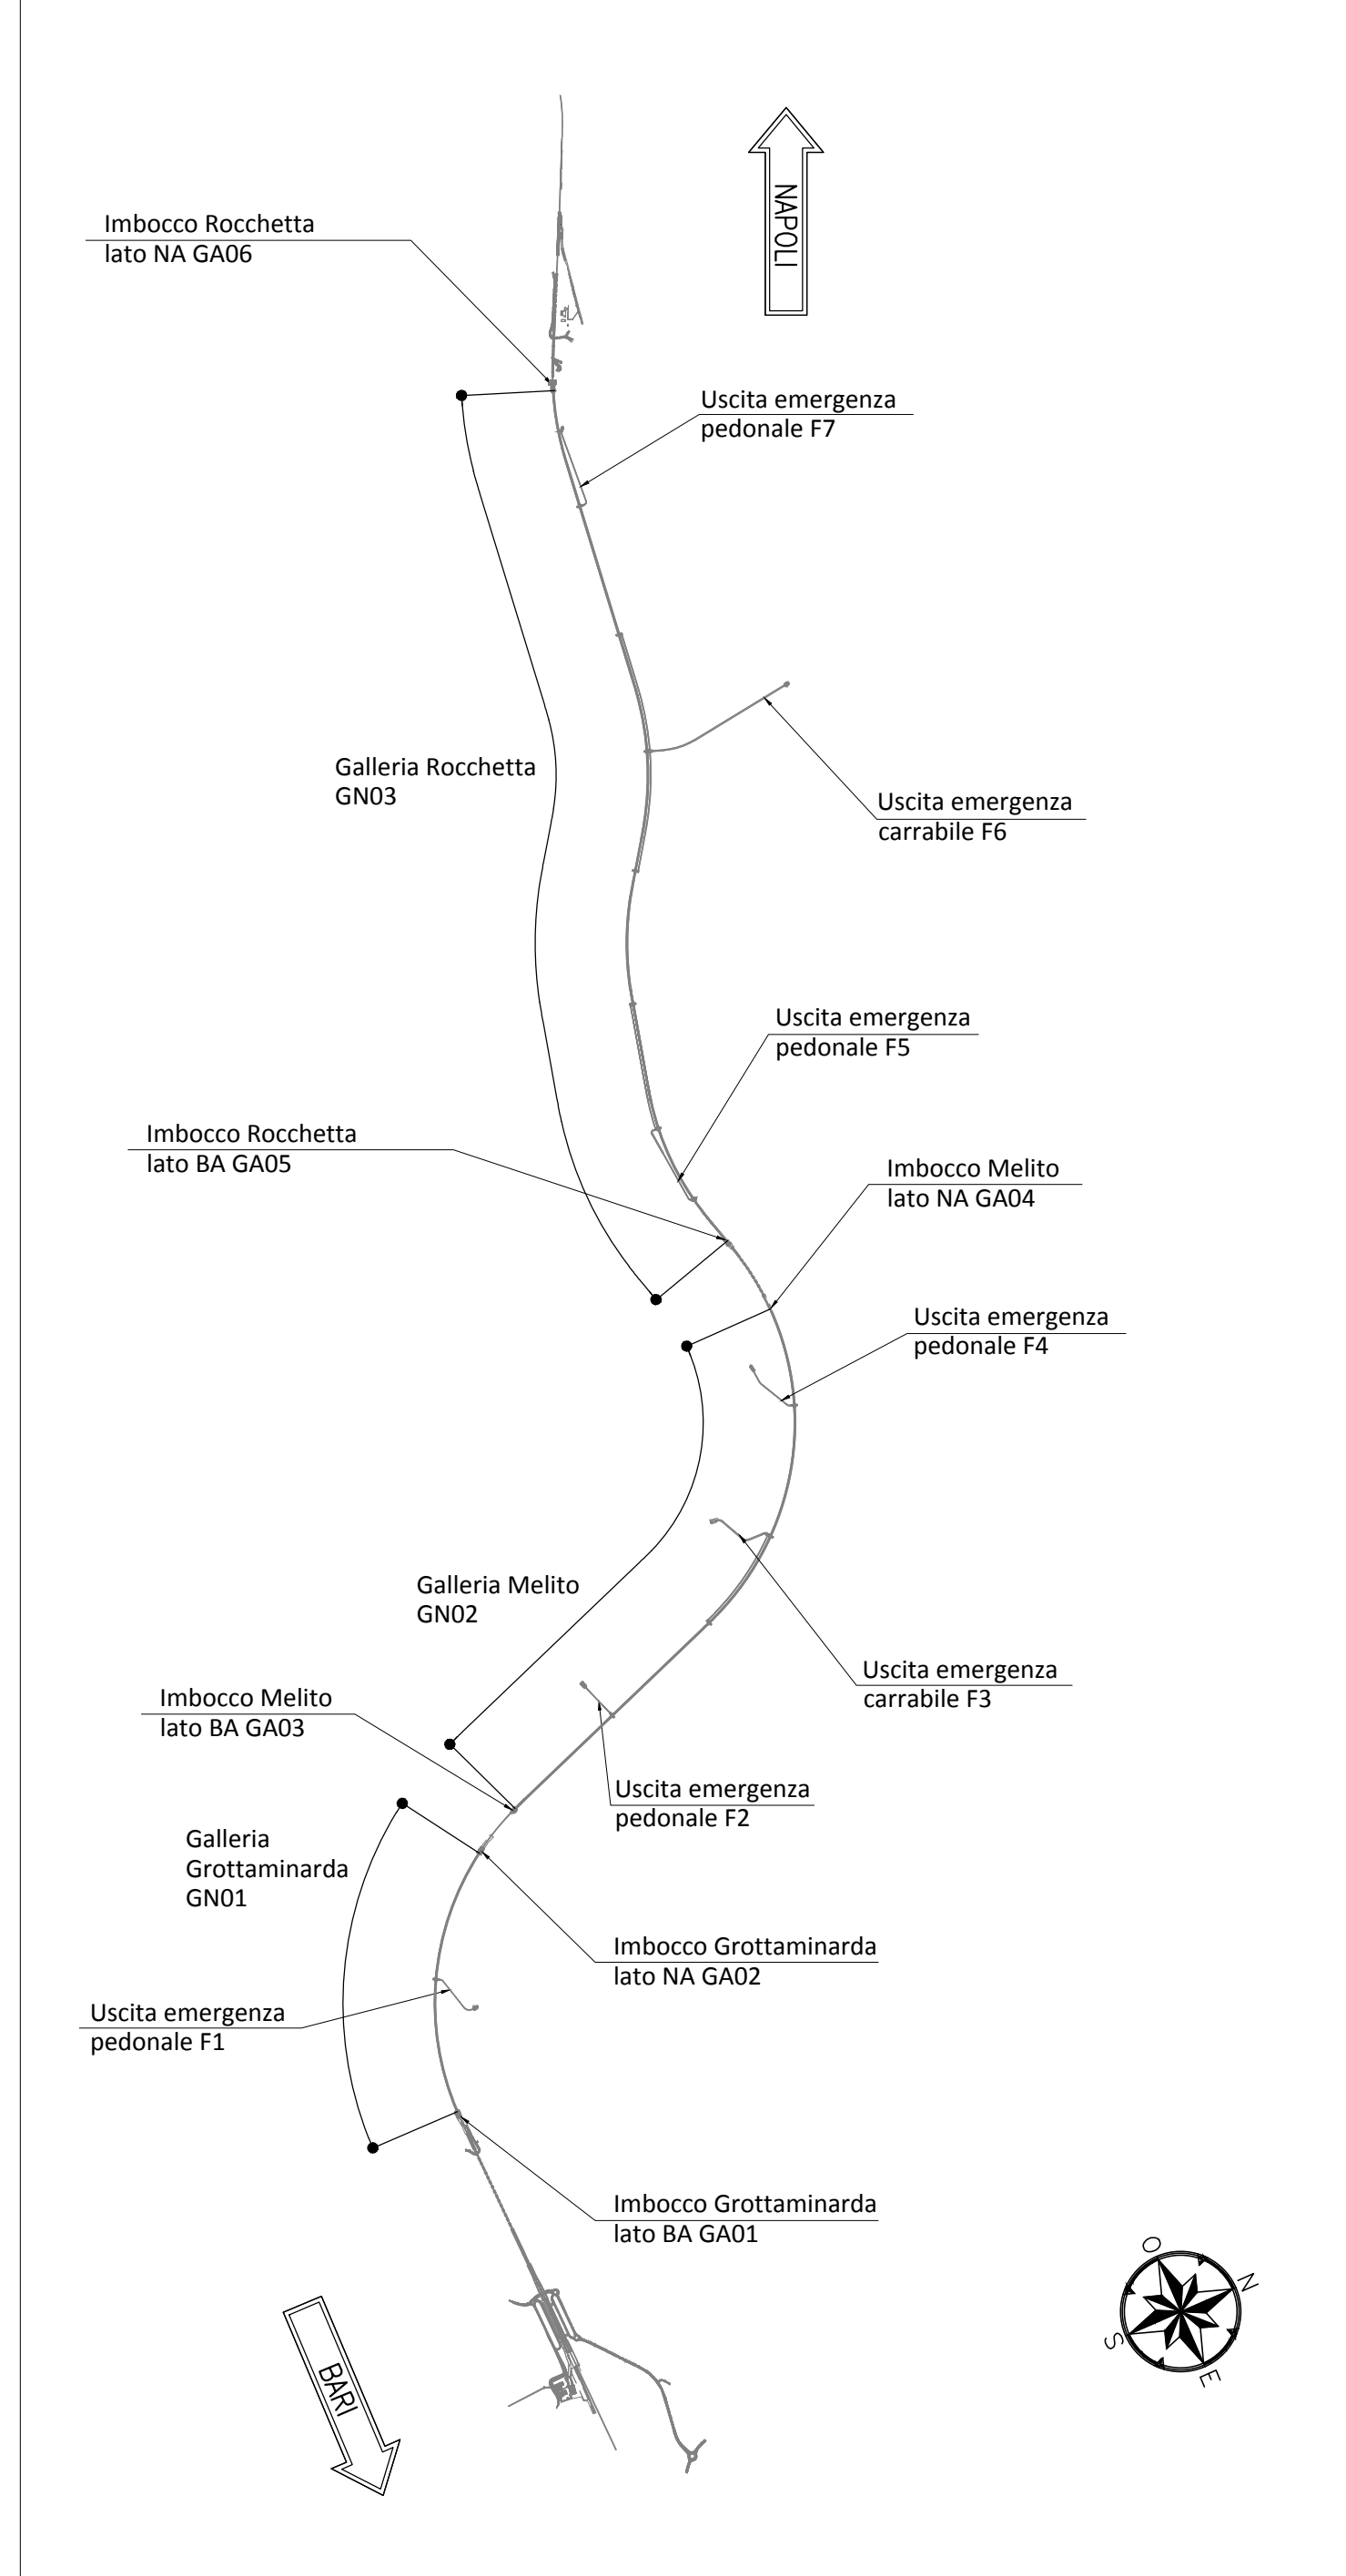 NAPOLI
Imbocco Rocchetta
lato NA GA06
Uscita emergenza
pedonale F7
Galleria Rocchetta
GN03
Uscita emergenza
carrabile F6
Uscita emergenza
pedonale F5
Imbocco Rocchetta
lato BA GA05
Imbocco Melito
lato NA GA04
Uscita emergenza
pedonale F4
Galleria Melito
GN02
Uscita emergenza
carrabile F3
Imbocco Melito
lato BA GA03
Uscita emergenza
pedonale F2
Galleria
Grottaminarda
GN01
Imbocco Grottaminarda
lato NA GA02
Uscita emergenza
pedonale F1
Imbocco Grottaminarda
lato BA GA01
O
N
S
E
BARI